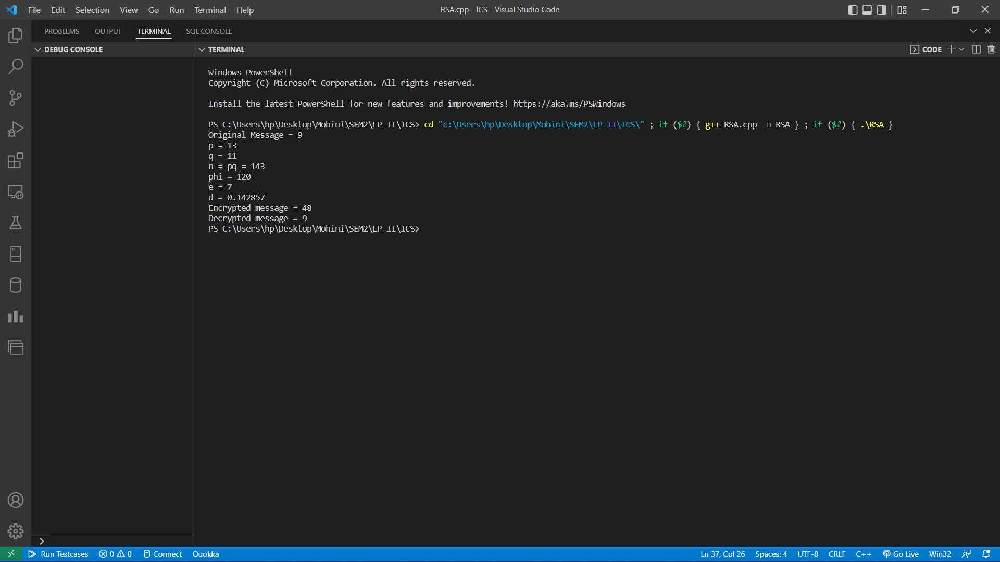 File Edit Selection View Go Run Terminal Help
RSA.cpp - ICS - Visual Studio Code
PROBLEMS OUTPUT TERMINAL SQL CONSOLE
DEBUG CONSOLE
TERMINAL
CODE
Windows PowerShell
Copyright (C) Microsoft Corporation. All rights reserved.
Install the latest PowerShell for new features and improvements! https://aka.ms/PSWindows
PS C:\Users\hp\Desktop\Mohini\SEM2\LP-II\ICS> cd "c:\Users\hp\Desktop\Mohini\SEM2\LP-II\ICS\" ; if ($?) { g++ RSA.cpp -o RSA } ; if ($?) { .\RSA }
Original Message = 9
p = 13
q = 11
n = pq = 143
phi = 120
e = 7
d = 0.142857
Encrypted message = 48
Decrypted message = 9
PS C:\Users\hp\Desktop\Mohini\SEM2\LP-II\ICS>
Run Testcases 0 0 Connect Quokka
Ln 37, Col 26 Spaces: 4 UTF-8 CRLF C++ Go Live Win32